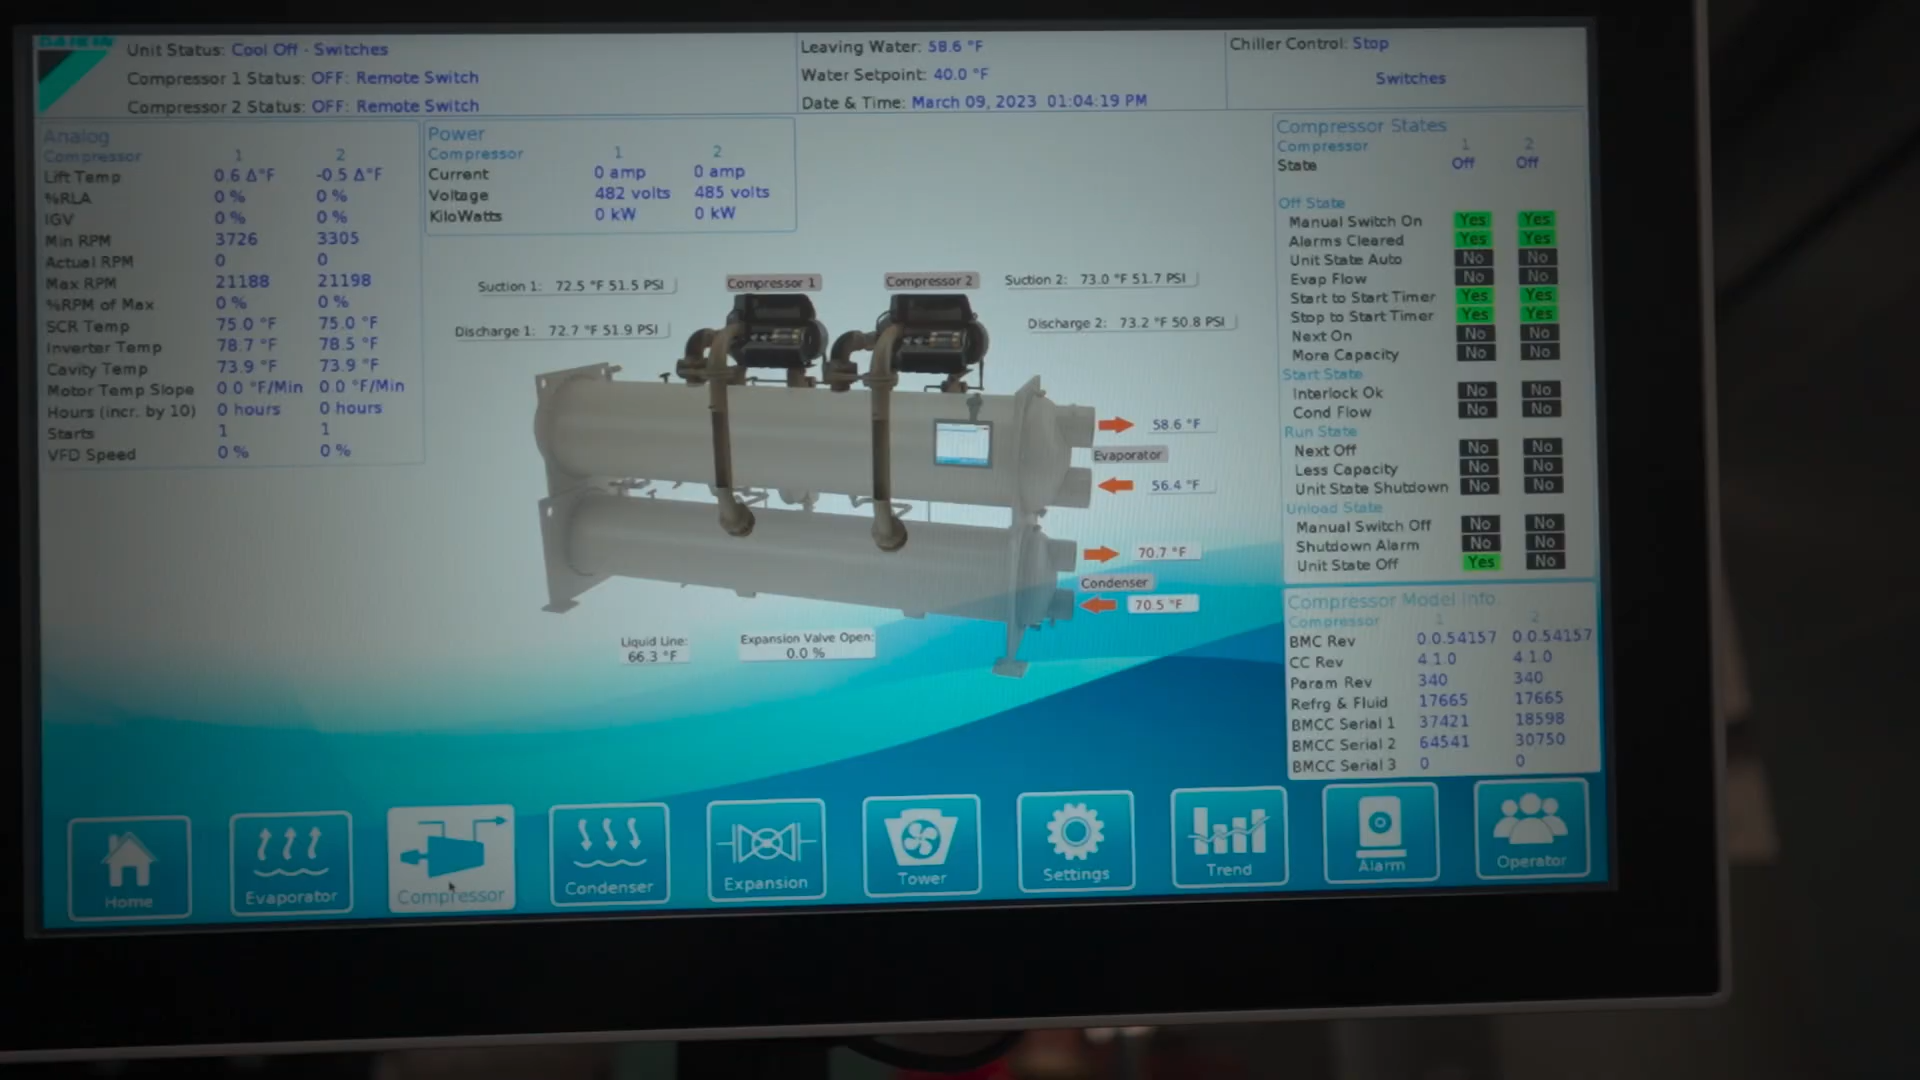 DAIKIN
Unit Status: Cool Off - Switches
Compressor 1 Status: OFF: Remote Switch
Compressor 2 Status: OFF: Remote Switch
Leaving Water: 58.6 °F
Water Setpoint: 40.0 °F
Date & Time: March 09, 2023 01:04:19 PM
Chiller Control: Stop
Switches
Analog
Compressor 1 2
Lift Temp 0.6 Δ°F -0.5 Δ°F
%RLA 0 % 0 %
IGV 0 % 0 %
Min RPM 3726 3305
Actual RPM 0 0
Max RPM 21188 21198
%RPM of Max 0 % 0 %
SCR Temp 75.0 °F 75.0 °F
Inverter Temp 78.7 °F 78.5 °F
Cavity Temp 73.9 °F 73.9 °F
Motor Temp Slope 0.0 °F/Min 0.0 °F/Min
Hours (incr. by 10) 0 hours 0 hours
Starts 1 1
VFD Speed 0 % 0 %
Power
Compressor 1 2
Current 0 amp 0 amp
Voltage 482 volts 485 volts
KiloWatts 0 kW 0 kW
Suction 1: 72.5 °F 51.5 PSI
Compressor 1
Compressor 2
Suction 2: 73.0 °F 51.7 PSI
Discharge 1: 72.7 °F 51.9 PSI
Discharge 2: 73.2 °F 50.8 PSI
58.6 °F
Evaporator
56.4 °F
70.7 °F
Condenser
70.5 °F
Liquid Line:
66.3 °F
Expansion Valve Open:
0.0 %
Compressor States
Compressor 1 2
State Off Off
Off State
Manual Switch On Yes Yes
Alarms Cleared Yes Yes
Unit State Auto No No
Evap Flow No No
Start to Start Timer Yes Yes
Stop to Start Timer Yes Yes
Next On No No
More Capacity No No
Start State
Interlock Ok No No
Cond Flow No No
Run State
Next Off No No
Less Capacity No No
Unit State Shutdown No No
Unload State
Manual Switch Off No No
Shutdown Alarm No No
Unit State Off Yes No
Compressor Model Info
Compressor 1 2
BMC Rev 0.0.54157 0.0.54157
CC Rev 4.1.0 4.1.0
Param Rev 340 340
Refrg & Fluid 17665 17665
BMCC Serial 1 37421 18598
BMCC Serial 2 64541 30750
BMCC Serial 3 0 0
Home
Evaporator
Compressor
Condenser
Expansion
Tower
Settings
Trend
Alarm
Operator